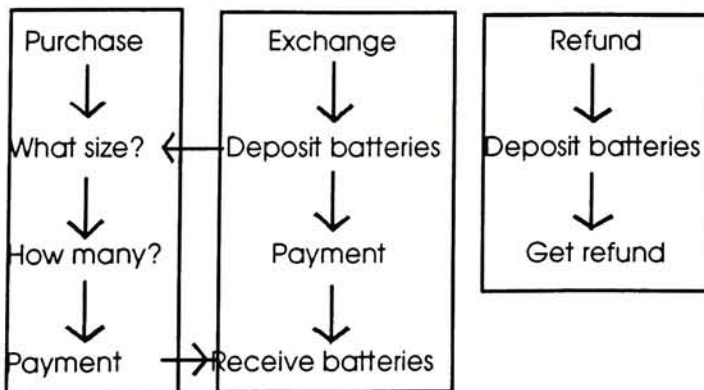 Purchase
What size?
How many?
Payment
Exchange
Deposit batteries
Payment
Receive batteries
Refund
Deposit batteries
Get refund